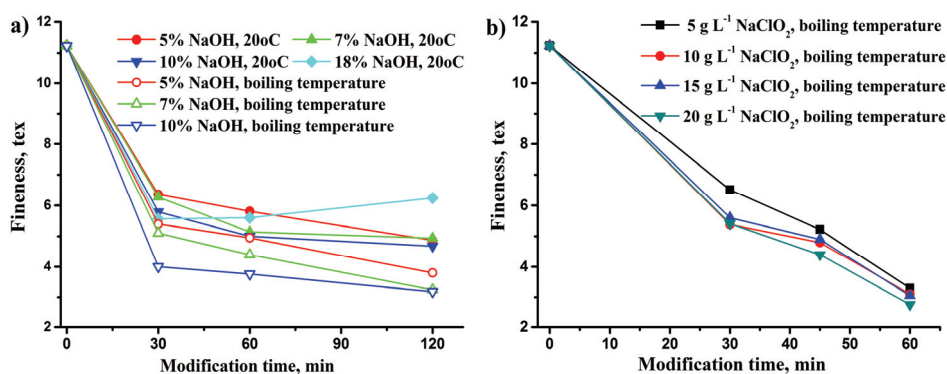 a)
5% NaOH, 20oC
7% NaOH, 20oC
10% NaOH, 20oC
18% NaOH, 20oC
5% NaOH, boiling temperature
7% NaOH, boiling temperature
10% NaOH, boiling temperature
Fineness, tex
12
10
8
6
4
2
0
30
60
90
120
Modification time, min
b)
5 g L⁻¹ NaClO₂, boiling temperature
10 g L⁻¹ NaClO₂, boiling temperature
15 g L⁻¹ NaClO₂, boiling temperature
20 g L⁻¹ NaClO₂, boiling temperature
Fineness, tex
12
10
8
6
4
2
0
10
20
30
40
50
60
Modification time, min